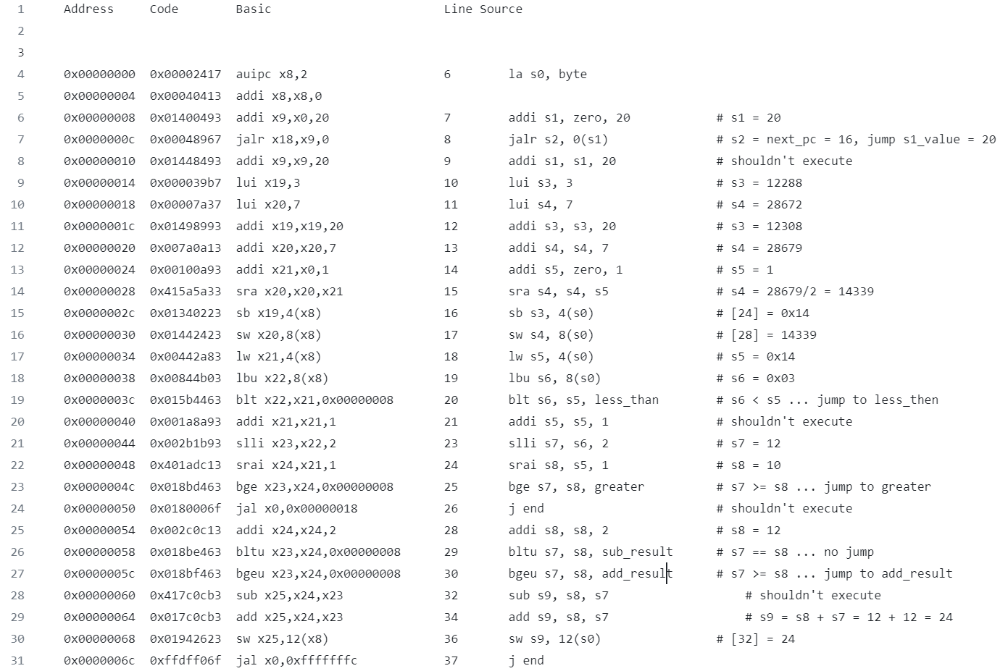 1 Address Code Basic Line Source
2
3
4 0x00000000 0x00002417 auipc x8,2 6 la s0, byte
5 0x00000004 0x00040413 addi x8,x8,0
6 0x00000008 0x01400493 addi x9,x0,20 7 addi s1, zero, 20 # s1 = 20
7 0x0000000c 0x00048967 jalr x18,x9,0 8 jalr s2, 0(s1) # s2 = next_pc = 16, jump s1_value = 20
8 0x00000010 0x01448493 addi x9,x9,20 9 addi s1, s1, 20 # shouldn't execute
9 0x00000014 0x000039b7 lui x19,3 10 lui s3, 3 # s3 = 12288
10 0x00000018 0x00007a37 lui x20,7 11 lui s4, 7 # s4 = 28672
11 0x0000001c 0x01498993 addi x19,x19,20 12 addi s3, s3, 20 # s3 = 12308
12 0x00000020 0x007a0a13 addi x20,x20,7 13 addi s4, s4, 7 # s4 = 28679
13 0x00000024 0x00100a93 addi x21,x0,1 14 addi s5, zero, 1 # s5 = 1
14 0x00000028 0x415a5a33 sra x20,x20,x21 15 sra s4, s4, s5 # s4 = 28679/2 = 14339
15 0x0000002c 0x01340223 sb x19,4(x8) 16 sb s3, 4(s0) # [24] = 0x14
16 0x00000030 0x01442423 sw x20,8(x8) 17 sw s4, 8(s0) # [28] = 14339
17 0x00000034 0x00442a83 lw x21,4(x8) 18 lw s5, 4(s0) # s5 = 0x14
18 0x00000038 0x00844b03 lbu x22,8(x8) 19 lbu s6, 8(s0) # s6 = 0x03
19 0x0000003c 0x015b4463 blt x22,x21,0x00000008 20 blt s6, s5, less_than # s6 < s5 ... jump to less_then
20 0x00000040 0x001a8a93 addi x21,x21,1 21 addi s5, s5, 1 # shouldn't execute
21 0x00000044 0x002b1b93 slli x23,x22,2 23 slli s7, s6, 2 # s7 = 12
22 0x00000048 0x401adc13 srai x24,x21,1 24 srai s8, s5, 1 # s8 = 10
23 0x0000004c 0x018bd463 bge x23,x24,0x00000008 25 bge s7, s8, greater # s7 >= s8 ... jump to greater
24 0x00000050 0x0180006f jal x0,0x00000018 26 j end # shouldn't execute
25 0x00000054 0x002c0c13 addi x24,x24,2 28 addi s8, s8, 2 # s8 = 12
26 0x00000058 0x018be463 bltu x23,x24,0x00000008 29 bltu s7, s8, sub_result # s7 == s8 ... no jump
27 0x0000005c 0x018bf463 bgeu x23,x24,0x00000008 30 bgeu s7, s8, add_result # s7 >= s8 ... jump to add_result
28 0x00000060 0x417c0cb3 sub x25,x24,x23 32 sub s9, s8, s7 # shouldn't execute
29 0x00000064 0x017c0cb3 add x25,x24,x23 34 add s9, s8, s7 # s9 = s8 + s7 = 12 + 12 = 24
30 0x00000068 0x01942623 sw x25,12(x8) 36 sw s9, 12(s0) # [32] = 24
31 0x0000006c 0xffdff06f jal x0,0xfffffffc 37 j end